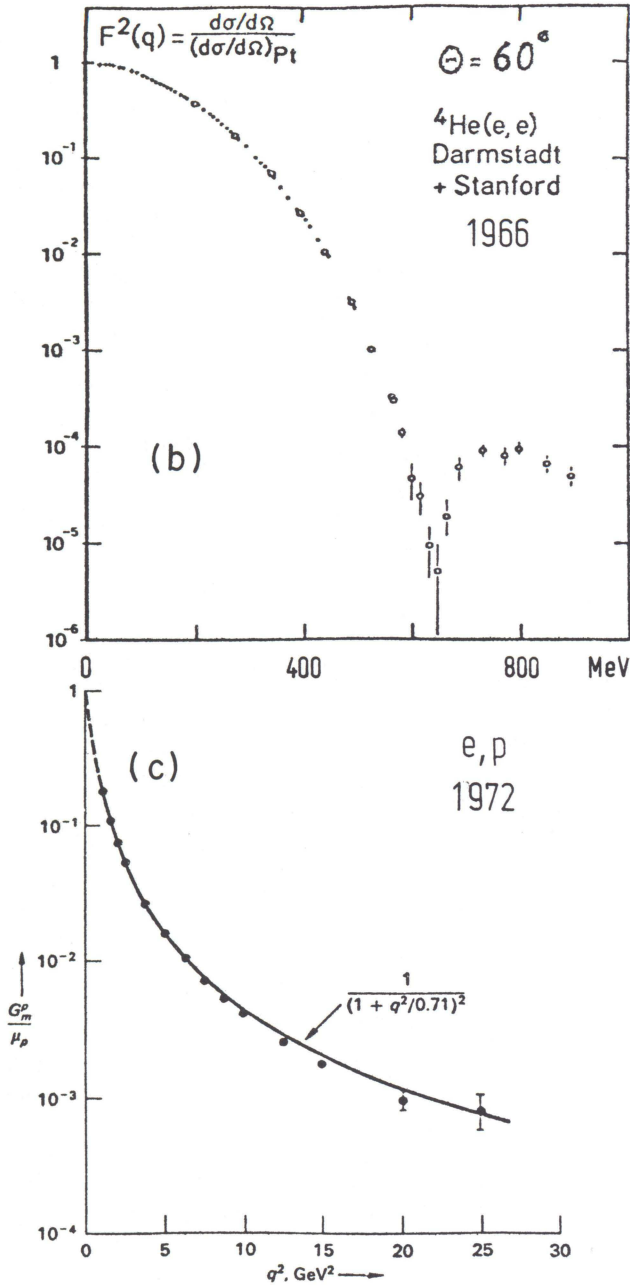 F²(q) = dσ/dΩ / (dσ/dΩ)Pt
Θ = 60°
⁴He(e,e)
Darmstadt
+ Stanford
1966
1
10⁻¹
10⁻²
10⁻³
10⁻⁴
10⁻⁵
10⁻⁶
(b)
0 400 800 MeV
1
10⁻¹
10⁻²
10⁻³
10⁻⁴
(c)
e,p
1972
Gᵖₘ / μₚ
1 / (1 + q²/0.71)²
0 5 10 15 20 25 30
q², GeV²